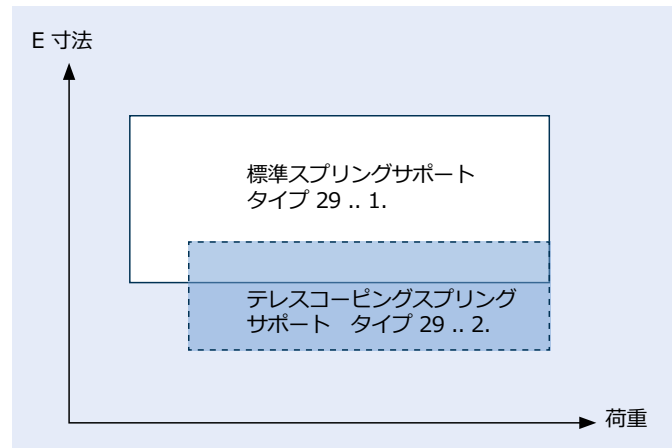 E 寸法
標準スプリングサポート
タイプ 29 .. 1.
テレスコーピングスプリング
サポート　タイプ 29 .. 2.
荷重